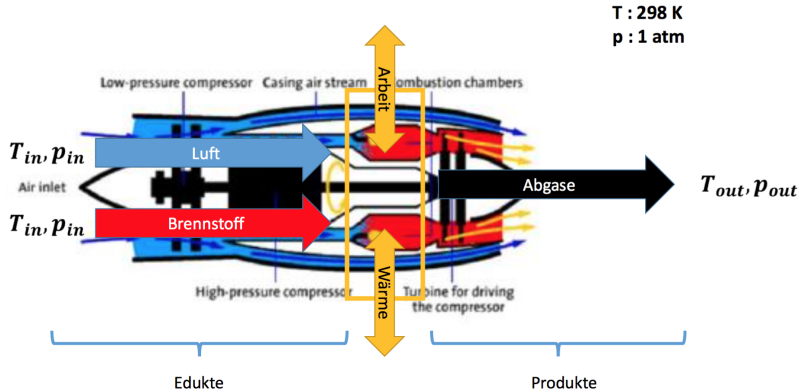 T : 298 K
p : 1 atm
Low-pressure compressor
Casing air stream
Arbeit
ombustion chambers
T_in, p_in
Luft
Air inlet
Abgase
T_out, p_out
T_in, p_in
Brennstoff
High-pressure compressor
Wärme
Turbine for driving
the compressor
Edukte
Produkte